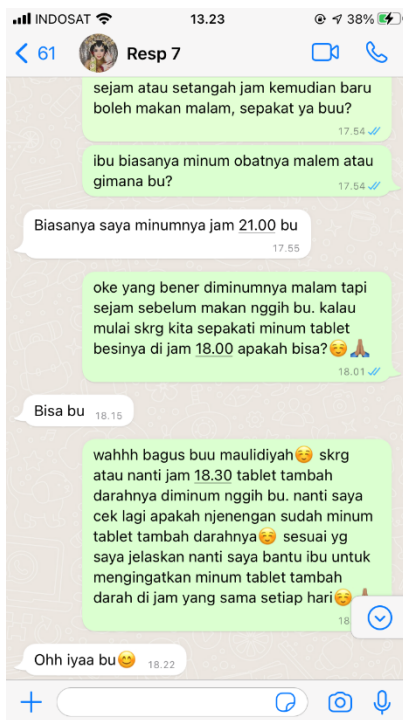 INDOSAT 13.23 38%
61 Resp 7
sejam atau setangah jam kemudian baru
boleh makan malam, sepakat ya buu?
17.54
ibu biasanya minum obatnya malem atau
gimana bu?
17.54
Biasanya saya minumnya jam 21.00 bu
17.55
oke yang bener diminumnya malam tapi
sejam sebelum makan nggih bu. kalau
mulai skrg kita sepakati minum tablet
besinya di jam 18.00 apakah bisa?☺️🙏🏽
18.01
Bisa bu 18.15
wahhh bagus buu maulidiyah☺️ skrg
atau nanti jam 18.30 tablet tambah
darahnya diminum nggih bu. nanti saya
cek lagi apakah njenengan sudah minum
tablet tambah darahnya☺️ sesuai yg
saya jelaskan nanti saya bantu ibu untuk
mengingatkan minum tablet tambah
darah di jam yang sama setiap hari☺️🙏🏽
18
Ohh iyaa bu😊 18.22